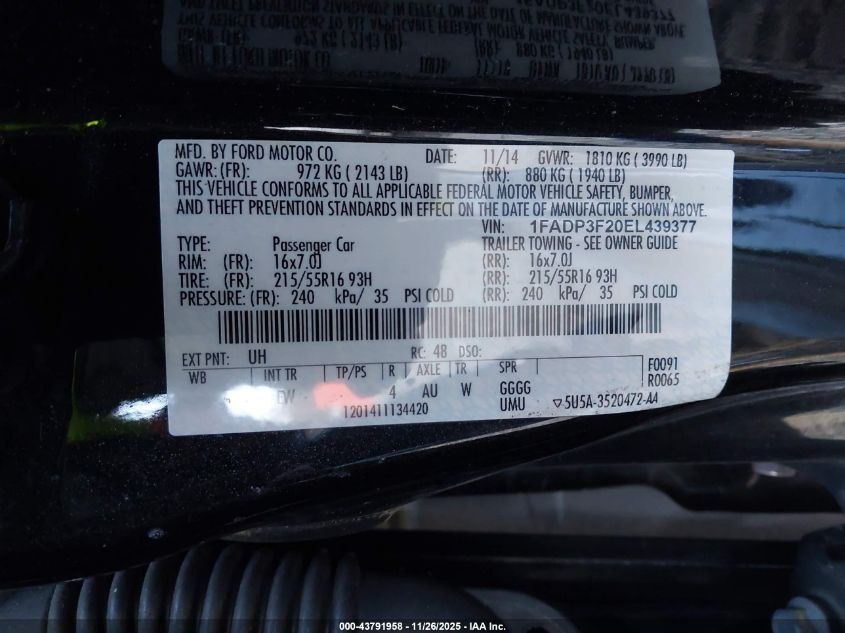 MFD. BY FORD MOTOR CO. DATE: 11/14 GVWR: 1810 KG ( 3990 LB)
GAWR: (FR): 972 KG ( 2143 LB) (RR): 880 KG ( 1940 LB)
THIS VEHICLE CONFORMS TO ALL APPLICABLE FEDERAL MOTOR VEHICLE SAFETY, BUMPER,
AND THEFT PREVENTION STANDARDS IN EFFECT ON THE DATE OF MANUFACTURE SHOWN ABOVE.
VIN: 1FADP3F20EL439377
TYPE: Passenger Car TRAILER TOWING - SEE OWNER GUIDE
RIM: (FR): 16x7.0J (RR): 16x7.0J
TIRE: (FR): 215/55R16 93H (RR): 215/55R16 93H
PRESSURE: (FR): 240 kPa/ 35 PSI COLD (RR): 240 kPa/ 35 PSI COLD
EXT PNT: UH RC: 48 DSO:
WB INT TR TP/PS R AXLE TR SPR F0091
EW 4 AU W GGGG R0065
1201411134420 UMU ▽5U5A-3520472-AA
000-43791958 - 11/26/2025 - IAA Inc.